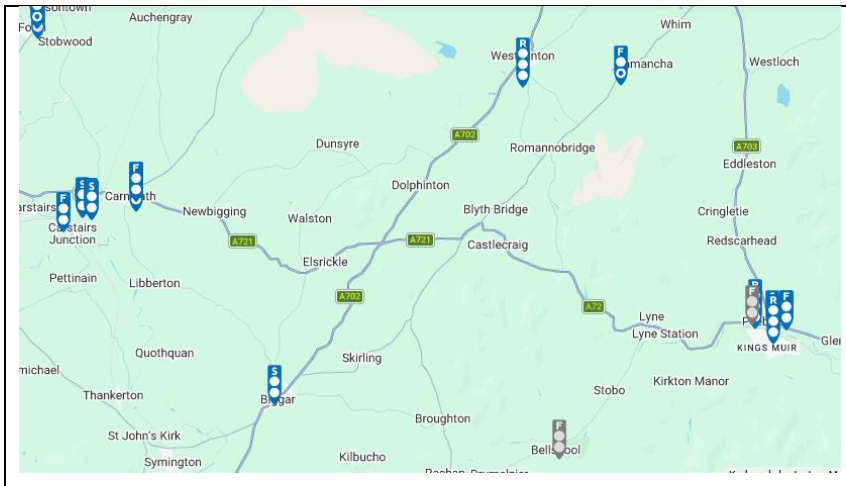 Auchengray
Stobwood
Whim
Westloch
Dunsyre
A702
Romannobridge
A703
Eddleston
Dolphinton
Newbigging
Walston
Blyth Bridge
Cringletie
Carstairs
Junction
A721
A721
Castlecraig
Redscarhead
Elsrickle
Pettinain
Libberton
A702
A72
Lyne
Lyne Station
KINGS MUIR
Quothquan
Skirling
Stobo
Kirkton Manor
Thankerton
Broughton
St John's Kirk
Symington
Kilbucho
R
F
F
S
S
F
S
R
F
F
F